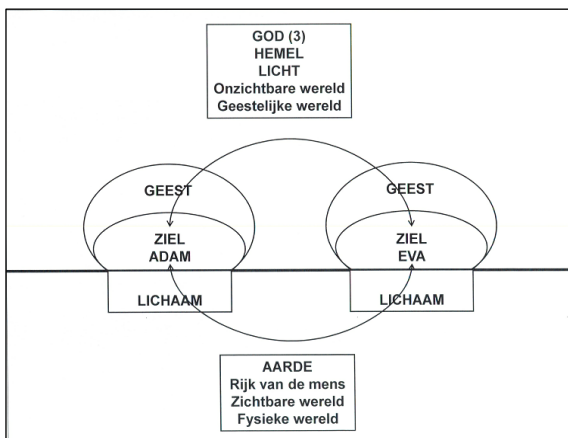 GOD (3)
HEMEL
LICHT
Onzichtbare wereld
Geestelijke wereld
GEEST
GEEST
ZIEL
ADAM
ZIEL
EVA
LICHAAM
LICHAAM
AARDE
Rijk van de mens
Zichtbare wereld
Fysieke wereld